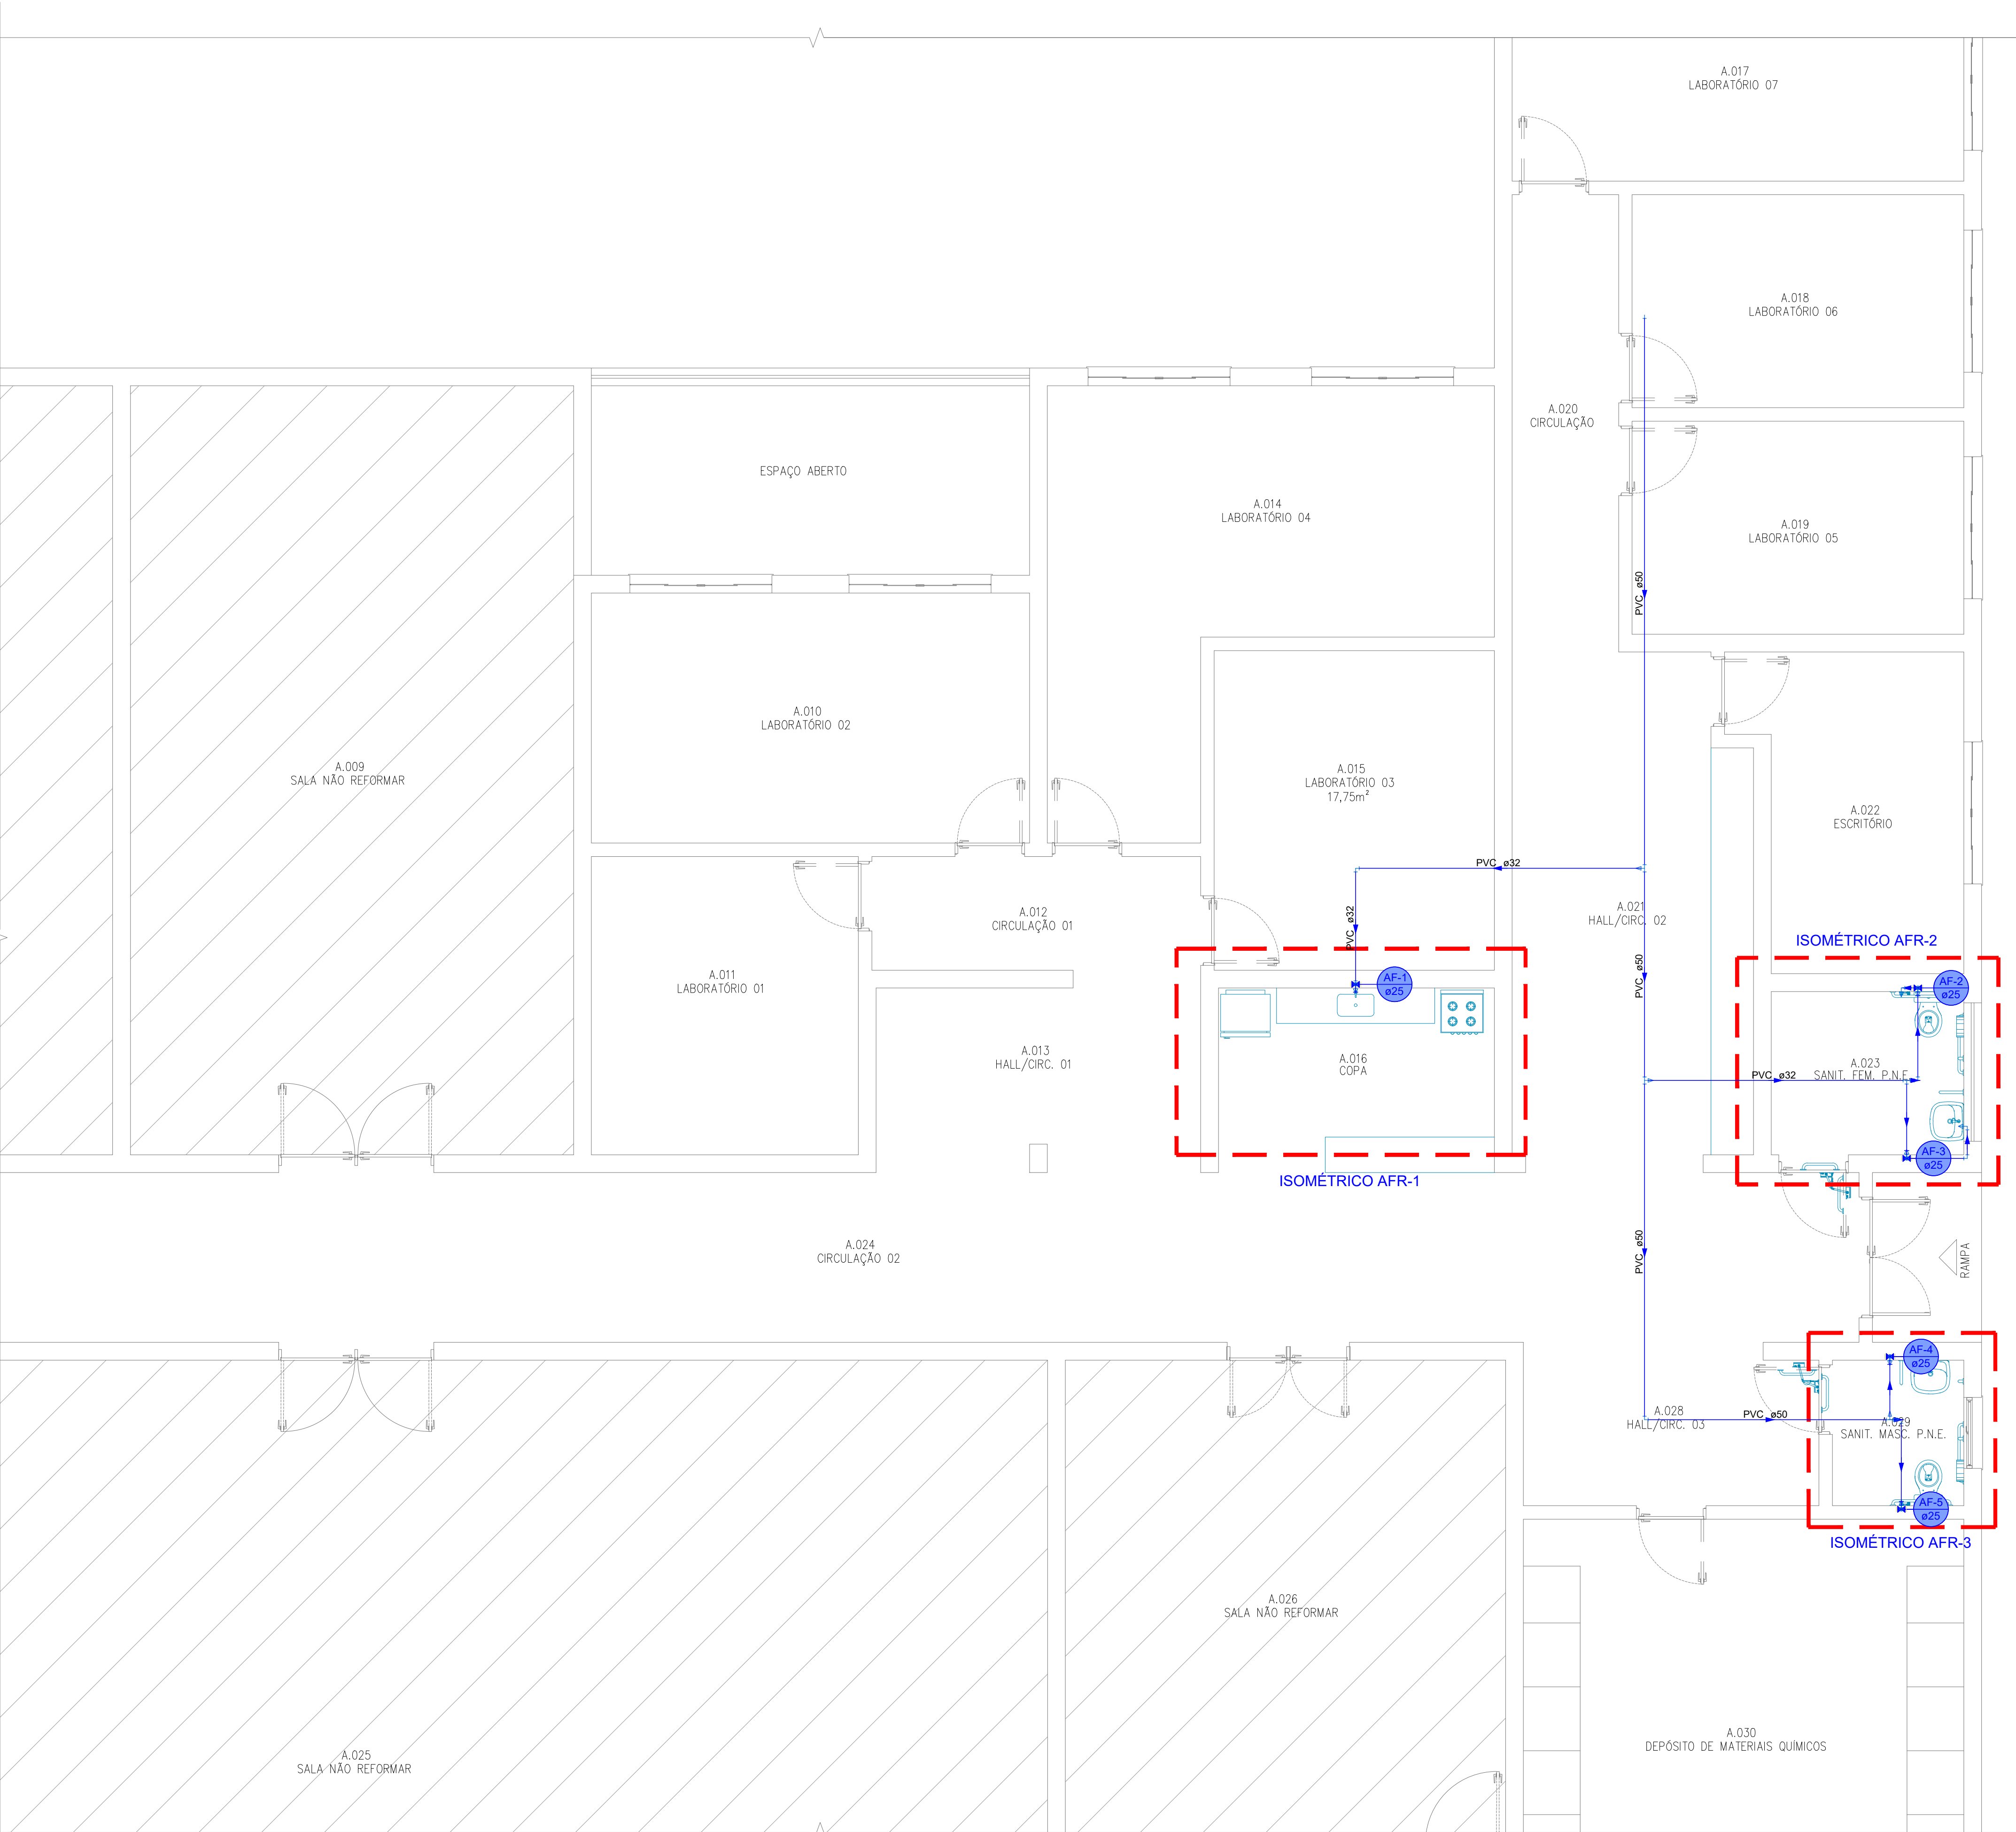 A.017
LABORATÓRIO 07
A.018
LABORATÓRIO 06
A.020
CIRCULAÇÃO
ESPAÇO ABERTO
A.014
LABORATÓRIO 04
A.019
LABORATÓRIO 05
PVC ø50
A.010
LABORATÓRIO 02
A.009
SALA NÃO REFORMAR
A.015
LABORATÓRIO 03
17,75m²
A.022
ESCRITÓRIO
PVC ø32
A.012
CIRCULAÇÃO 01
PVC ø32
A.021
HALL/CIRC. 02
ISOMÉTRICO AFR-2
A.011
LABORATÓRIO 01
AF-1
ø25
PVC ø50
AF-2
ø25
A.013
HALL/CIRC. 01
A.016
COPA
A.023
SANIT. FEM. P.N.E.
PVC ø32
AF-3
ø25
ISOMÉTRICO AFR-1
A.024
CIRCULAÇÃO 02
PVC ø50
RAMPA
AF-4
ø25
A.028
HALL/CIRC. 03
PVC ø50
A.029
SANIT. MASC. P.N.E.
AF-5
ø25
ISOMÉTRICO AFR-3
A.026
SALA NÃO REFORMAR
A.025
SALA NÃO REFORMAR
A.030
DEPÓSITO DE MATERIAIS QUÍMICOS